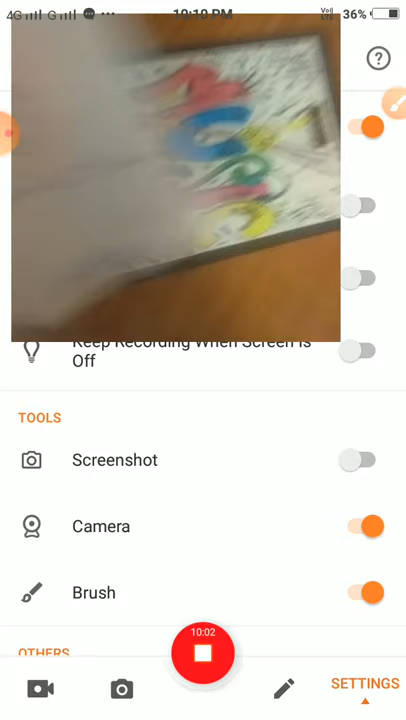 4G G ... 10:10 PM 36%
Keep Recording When Screen Is
Off
TOOLS
Screenshot
Camera
Brush
10:02
OTHERS
SETTINGS